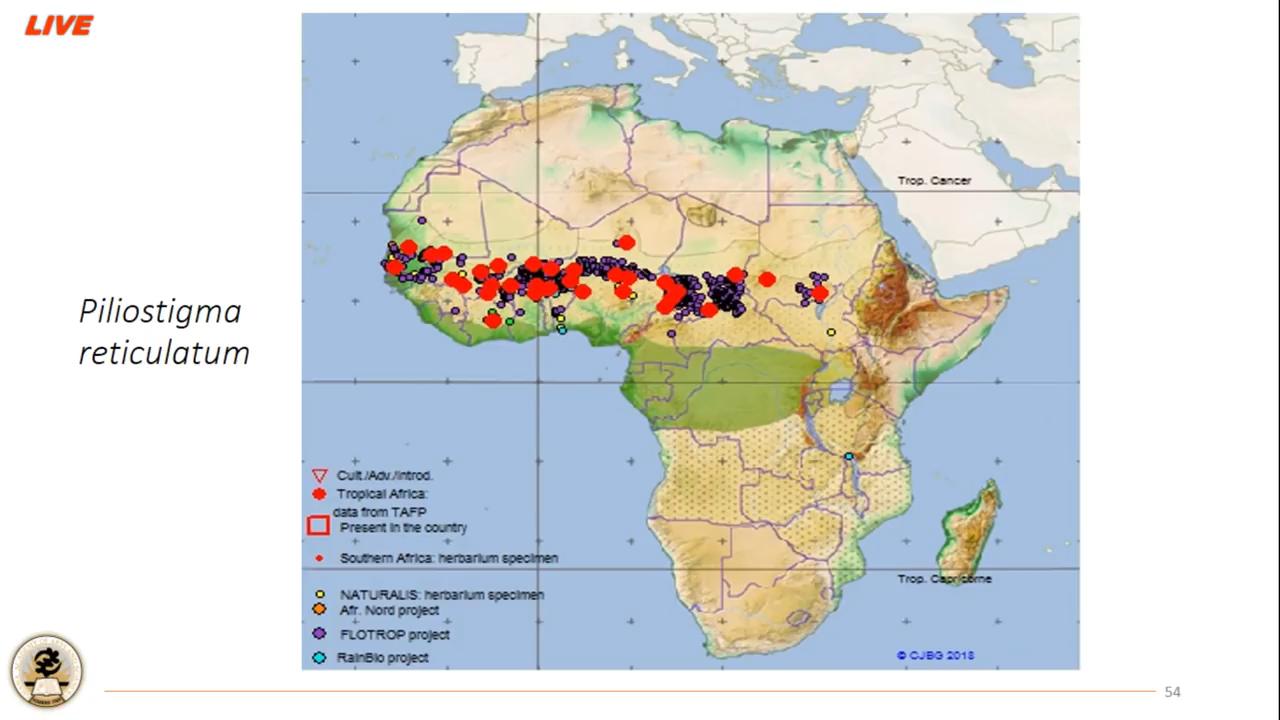 LIVE
Trop. Cancer
Piliostigma
reticulatum
Cult./Adv./Introd.
Tropical Africa:
data from TAFP
Present in the country
Southern Africa: herbarium specimen
Trop. Capricorne
NATURALIS: herbarium specimen
Afr. Nord project
FLOTROP project
RainBio project
© CJBG 2018
54